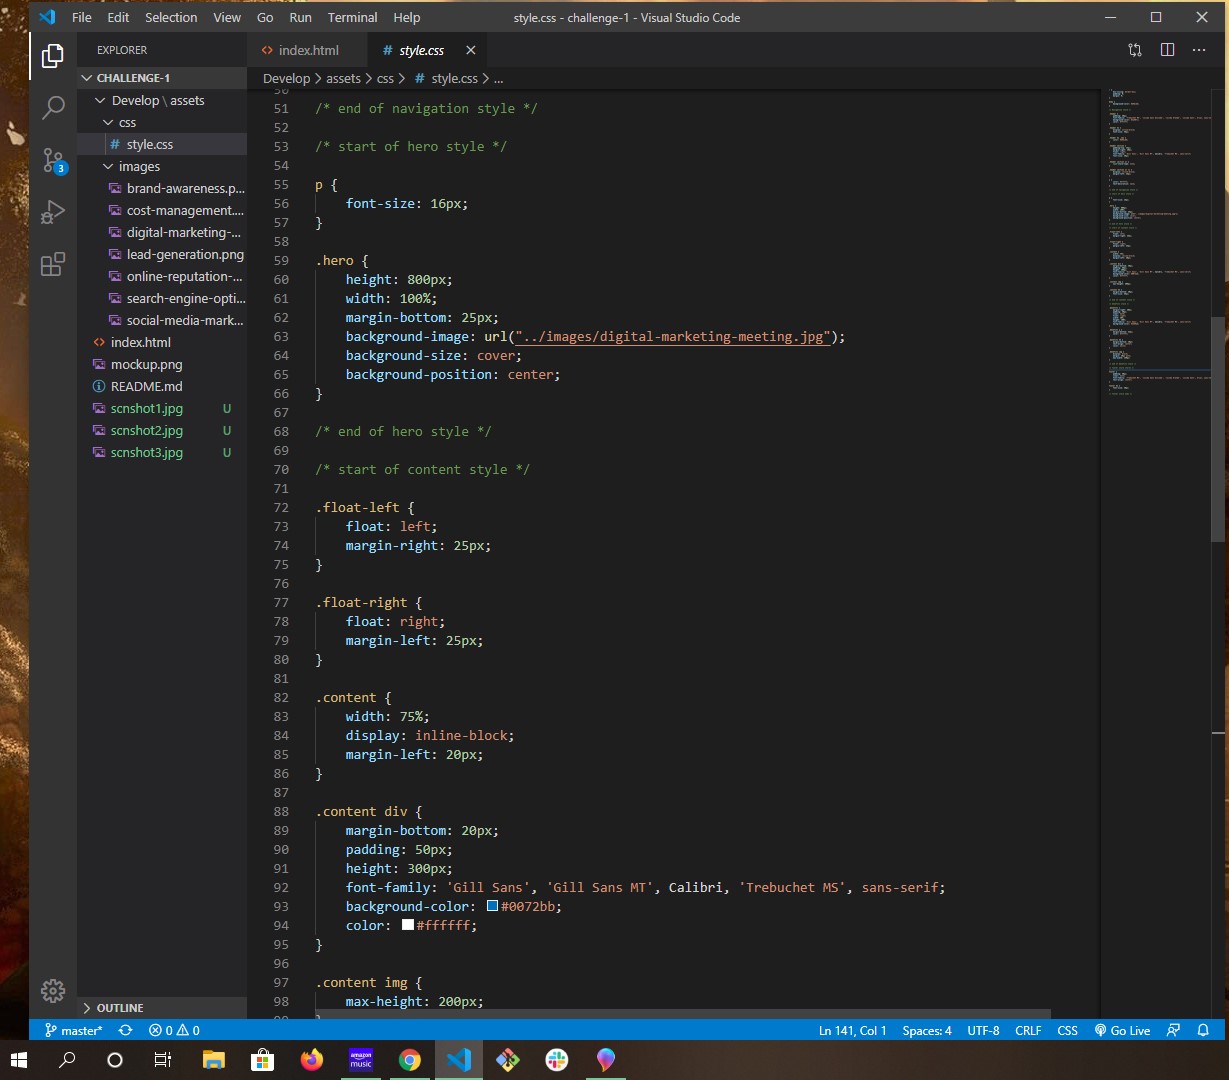 File Edit Selection View Go Run Terminal Help
style.css - challenge-1 - Visual Studio Code
EXPLORER
CHALLENGE-1
Develop \ assets
css
# style.css
images
brand-awareness.p...
cost-management....
digital-marketing-...
lead-generation.png
online-reputation-...
search-engine-opti...
social-media-mark...
<> index.html
mockup.png
README.md
scnshot1.jpg U
scnshot2.jpg U
scnshot3.jpg U
OUTLINE
3
<> index.html
# style.css
Develop > assets > css > # style.css > ...
50
51 /* end of navigation style */
52
53 /* start of hero style */
54
55 p {
56 font-size: 16px;
57 }
58
59 .hero {
60 height: 800px;
61 width: 100%;
62 margin-bottom: 25px;
63 background-image: url("../images/digital-marketing-meeting.jpg");
64 background-size: cover;
65 background-position: center;
66 }
67
68 /* end of hero style */
69
70 /* start of content style */
71
72 .float-left {
73 float: left;
74 margin-right: 25px;
75 }
76
77 .float-right {
78 float: right;
79 margin-left: 25px;
80 }
81
82 .content {
83 width: 75%;
84 display: inline-block;
85 margin-left: 20px;
86 }
87
88 .content div {
89 margin-bottom: 20px;
90 padding: 50px;
91 height: 300px;
92 font-family: 'Gill Sans', 'Gill Sans MT', Calibri, 'Trebuchet MS', sans-serif;
93 background-color: #0072bb;
94 color: #ffffff;
95 }
96
97 .content img {
98 max-height: 200px;
99 }
master* 0 0 Ln 141, Col 1 Spaces: 4 UTF-8 CRLF CSS Go Live
amazon
music